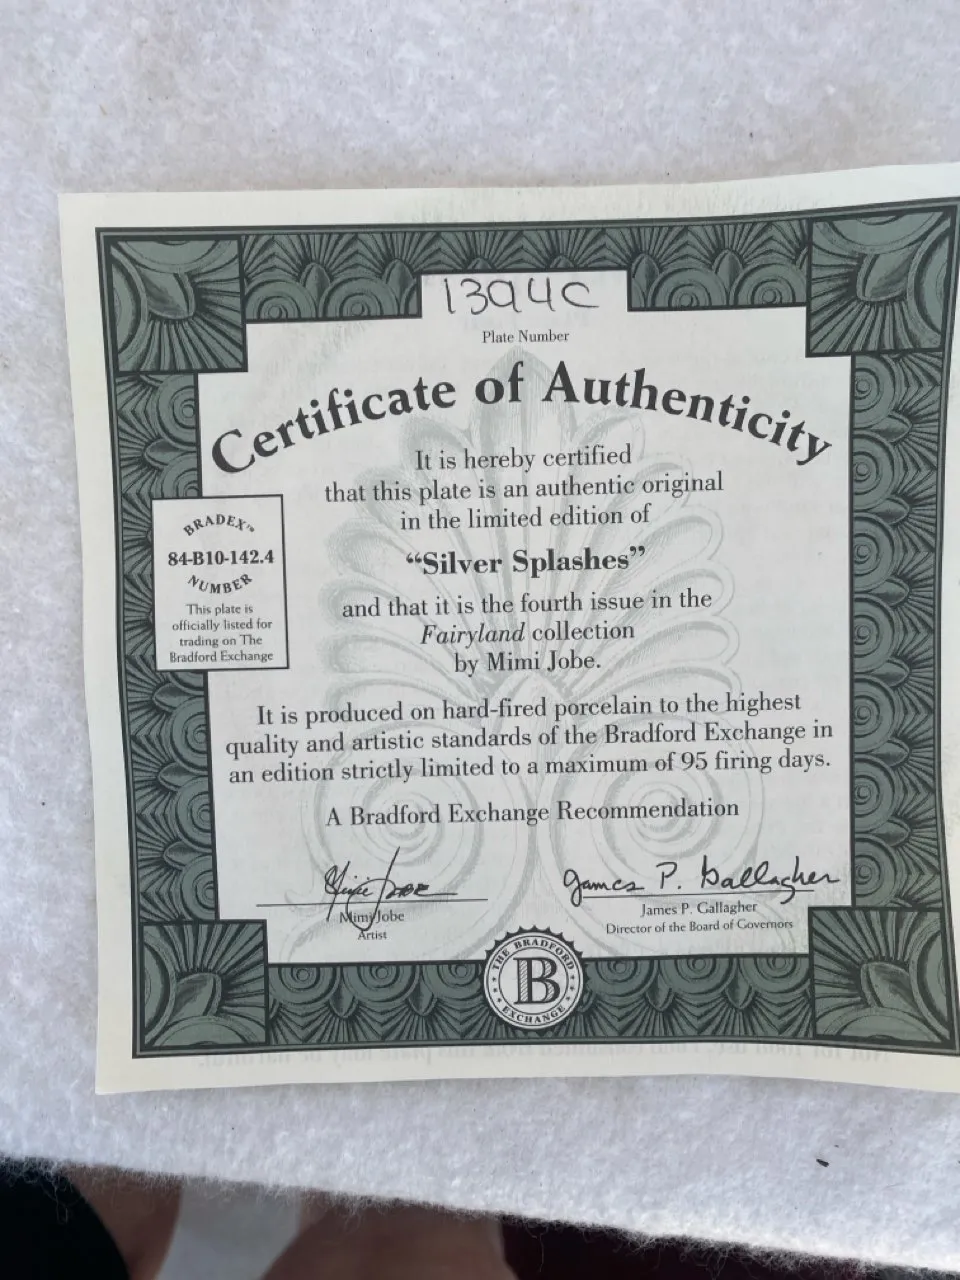 1394C
Plate Number
Certificate of Authenticity
It is hereby certified
that this plate is an authentic original
in the limited edition of
“Silver Splashes”
and that it is the fourth issue in the
Fairyland collection
by Mimi Jobe.
BRADEX™
84-B10-142.4
NUMBER
This plate is
officially listed for
trading on The
Bradford Exchange
It is produced on hard-fired porcelain to the highest
quality and artistic standards of the Bradford Exchange in
an edition strictly limited to a maximum of 95 firing days.
A Bradford Exchange Recommendation
Mimi Jobe
Mimi Jobe
Artist
James P. Gallagher
James P. Gallagher
Director of the Board of Governors
THE BRADFORD
B
EXCHANGE